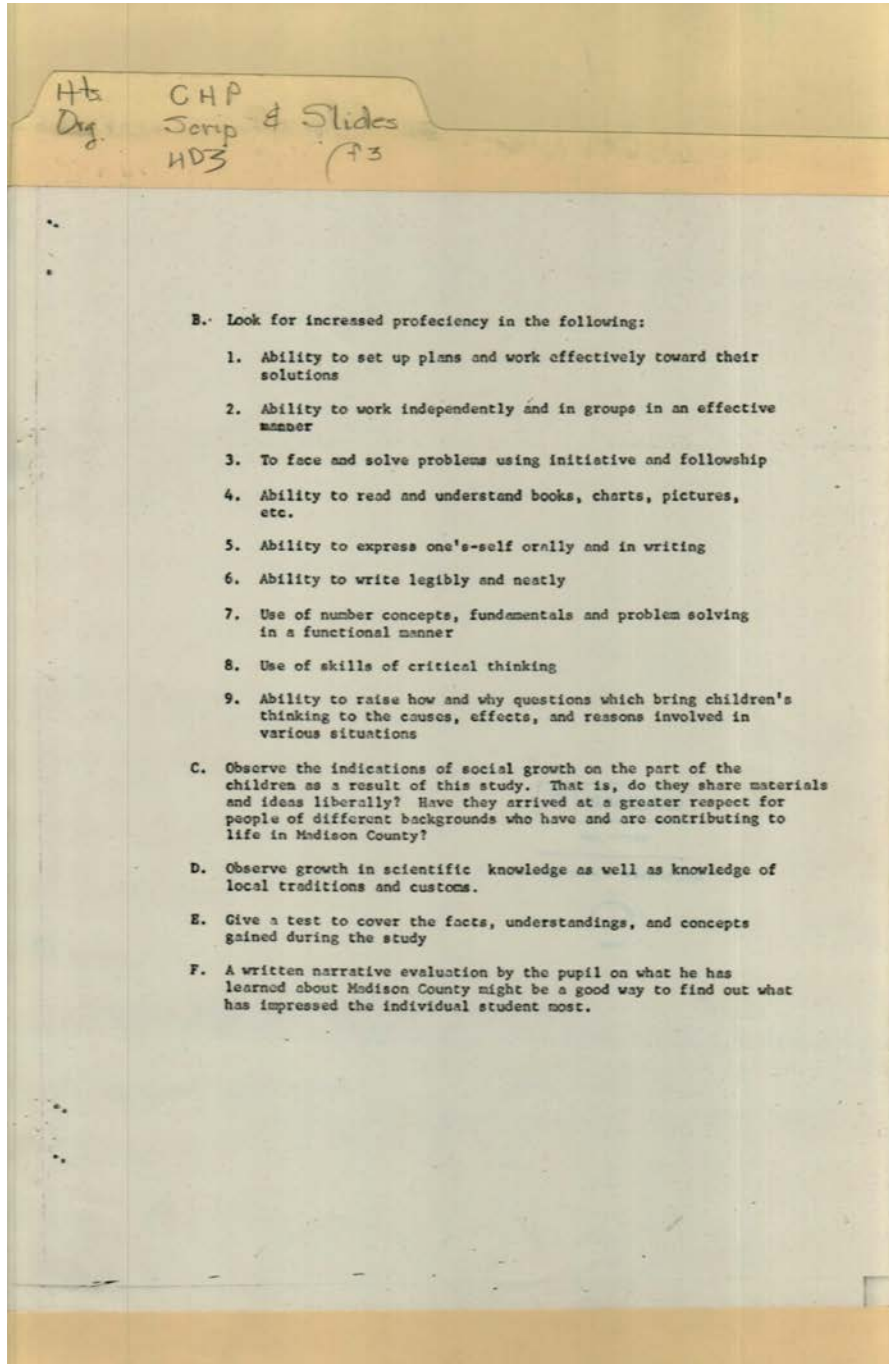 Hts. CHP
Org. Scrip & Slides
HD3 f3
B. Look for increased profeciency in the following:
1. Ability to set up plans and work effectively toward their
solutions
2. Ability to work independently and in groups in an effective
manner
3. To face and solve problems using initiative and followship
4. Ability to read and understand books, charts, pictures,
etc.
5. Ability to express one's-self orally and in writing
6. Ability to write legibly and neatly
7. Use of number concepts, fundamentals and problem solving
in a functional manner
8. Use of skills of critical thinking
9. Ability to raise how and why questions which bring children's
thinking to the causes, effects, and reasons involved in
various situations
C. Observe the indications of social growth on the part of the
children as a result of this study. That is, do they share materials
and ideas liberally? Have they arrived at a greater respect for
people of different backgrounds who have and are contributing to
life in Madison County?
D. Observe growth in scientific knowledge as well as knowledge of
local traditions and customs.
E. Give a test to cover the facts, understandings, and concepts
gained during the study
F. A written narrative evaluation by the pupil on what he has
learned about Madison County might be a good way to find out what
has impressed the individual student most.